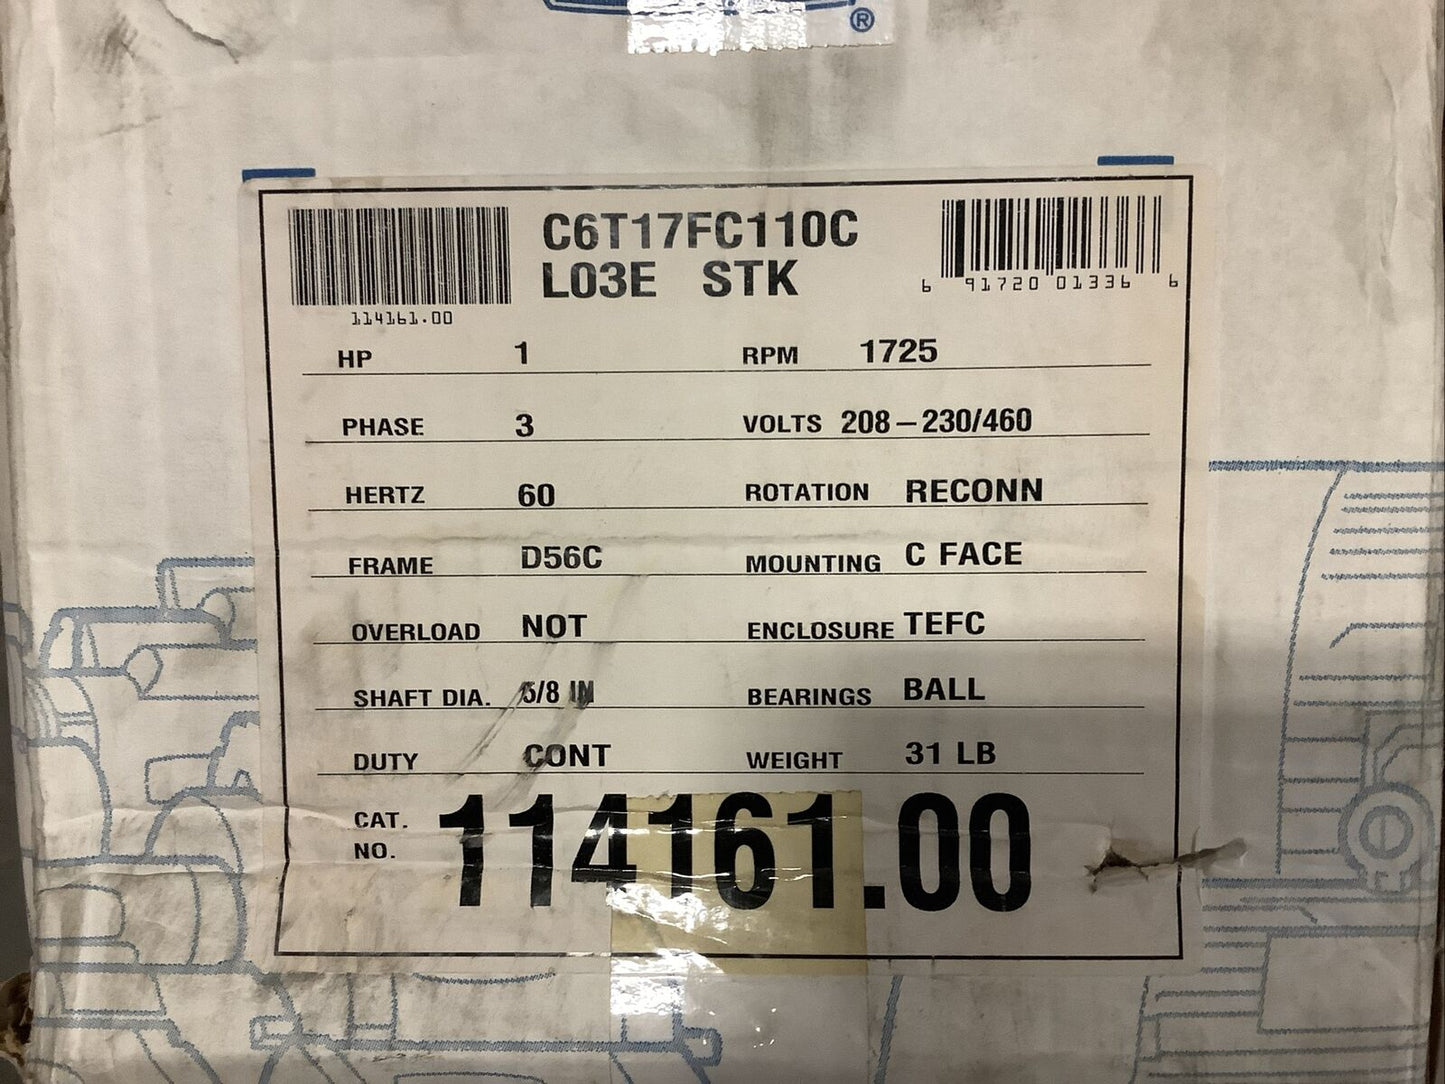 ®
C6T17FC110C
L03E STK
114161.00
6 91720 01336 6
HP 1 RPM 1725
PHASE 3 VOLTS 208-230/460
HERTZ 60 ROTATION RECONN
FRAME D56C MOUNTING C FACE
OVERLOAD NOT ENCLOSURE TEFC
SHAFT DIA. 5/8 IN BEARINGS BALL
DUTY CONT WEIGHT 31 LB
CAT. NO. 114161.00